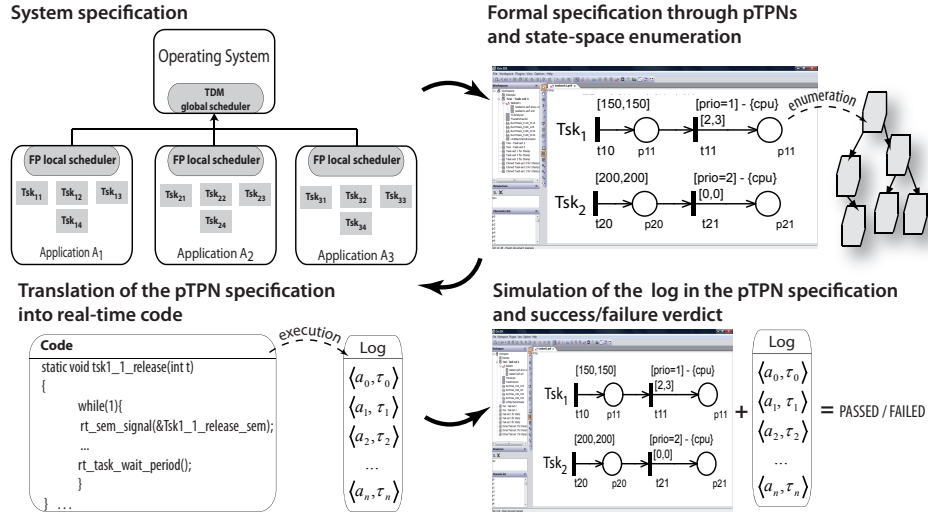 System specification
Operating System
TDM
global scheduler
FP local scheduler
Tsk11
Tsk12
Tsk13
Tsk14
Application A1
FP local scheduler
Tsk21
Tsk22
Tsk23
Tsk24
Application A2
FP local scheduler
Tsk31
Tsk32
Tsk33
Tsk34
Application A3
Formal specification through pTPNs
and state-space enumeration
[150,150]
[prio=1] - {cpu}
enumeration
Tsk1
[2,3]
t10
p11
t11
p11
[200,200]
[prio=2] - {cpu}
Tsk2
[0,0]
t20
p20
t21
p21
Translation of the pTPN specification
into real-time code
Code
execution
static void tsk1_1_release(int t)
{
while(1){
rt_sem_signal(&Tsk1_1_release_sem);
...
rt_task_wait_period();
}
} ...
Log
⟨a0,τ0⟩
⟨a1,τ1⟩
⟨a2,τ2⟩
...
⟨an,τn⟩
Simulation of the log in the pTPN specification
and success/failure verdict
[150,150]
[prio=1] - {cpu}
Tsk1
[2,3]
t10
p11
t11
p11
[200,200]
[prio=2] - {cpu}
Tsk2
[0,0]
t20
p20
t21
p21
+
Log
⟨a0,τ0⟩
⟨a1,τ1⟩
⟨a2,τ2⟩
...
⟨an,τn⟩
= PASSED / FAILED